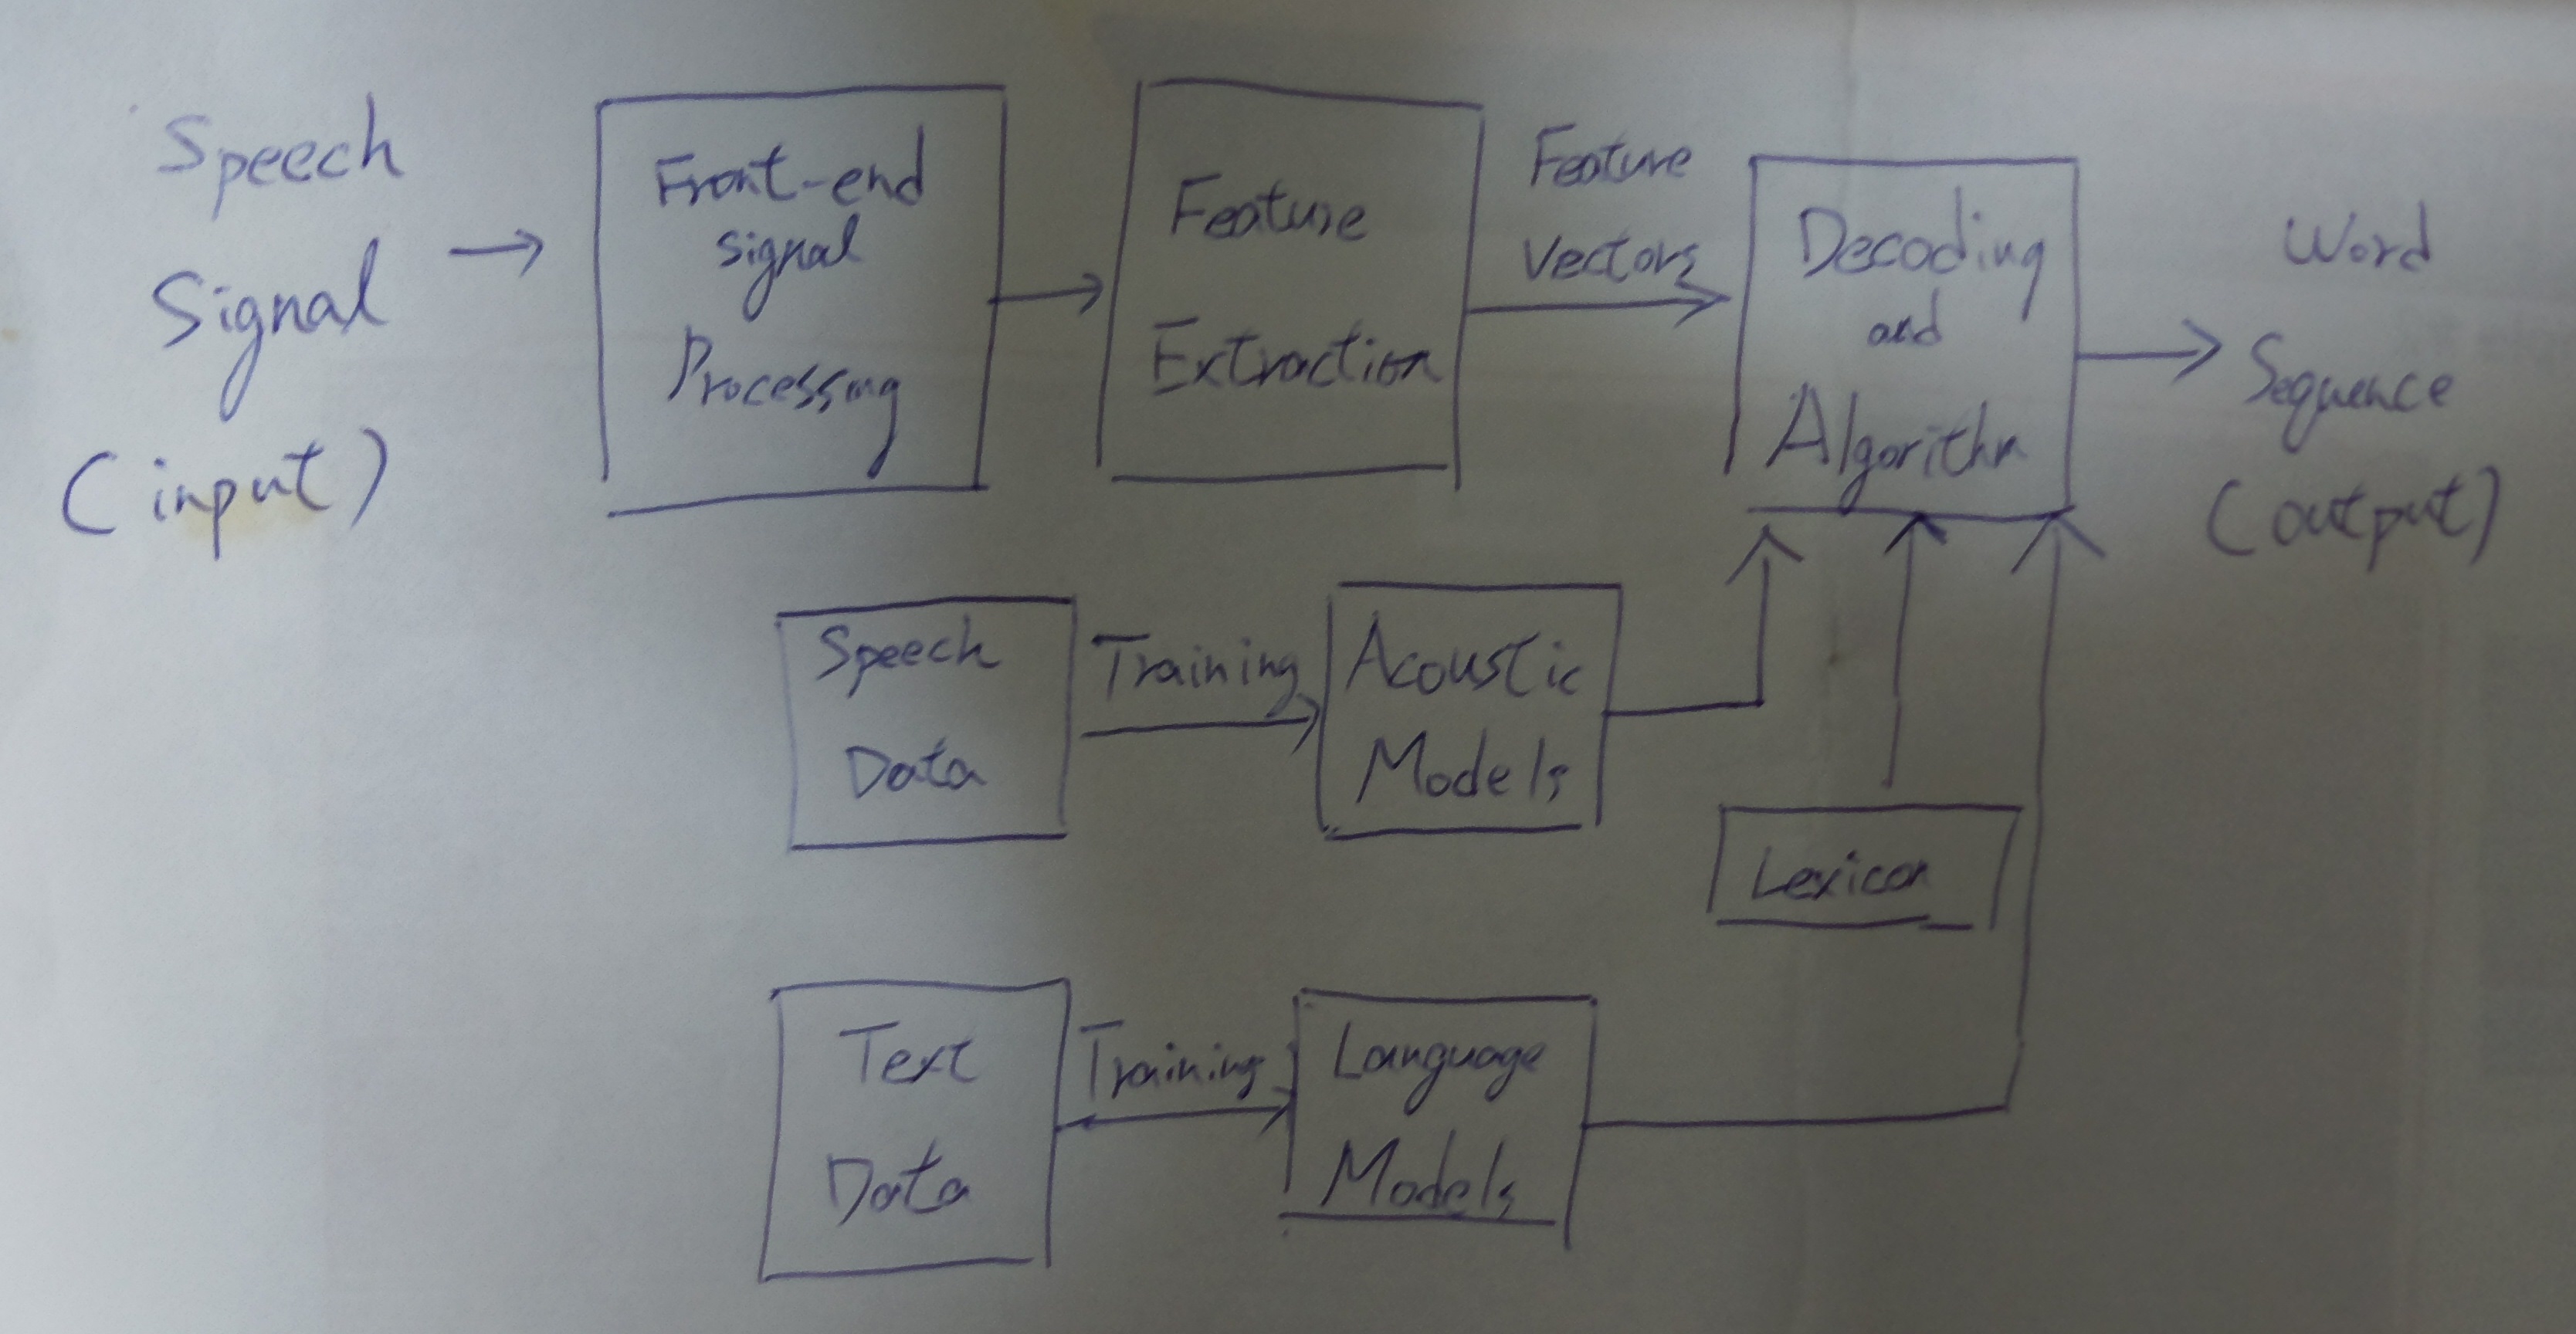 Speech
Signal
(input)
Front-end
signal
Processing
Feature
Extraction
Feature
Vectors
Decoding
and
Algorithm
Word
Sequence
(output)
Speech
Data
Training
Acoustic
Models
Lexicon
Text
Data
Training
Language
Models